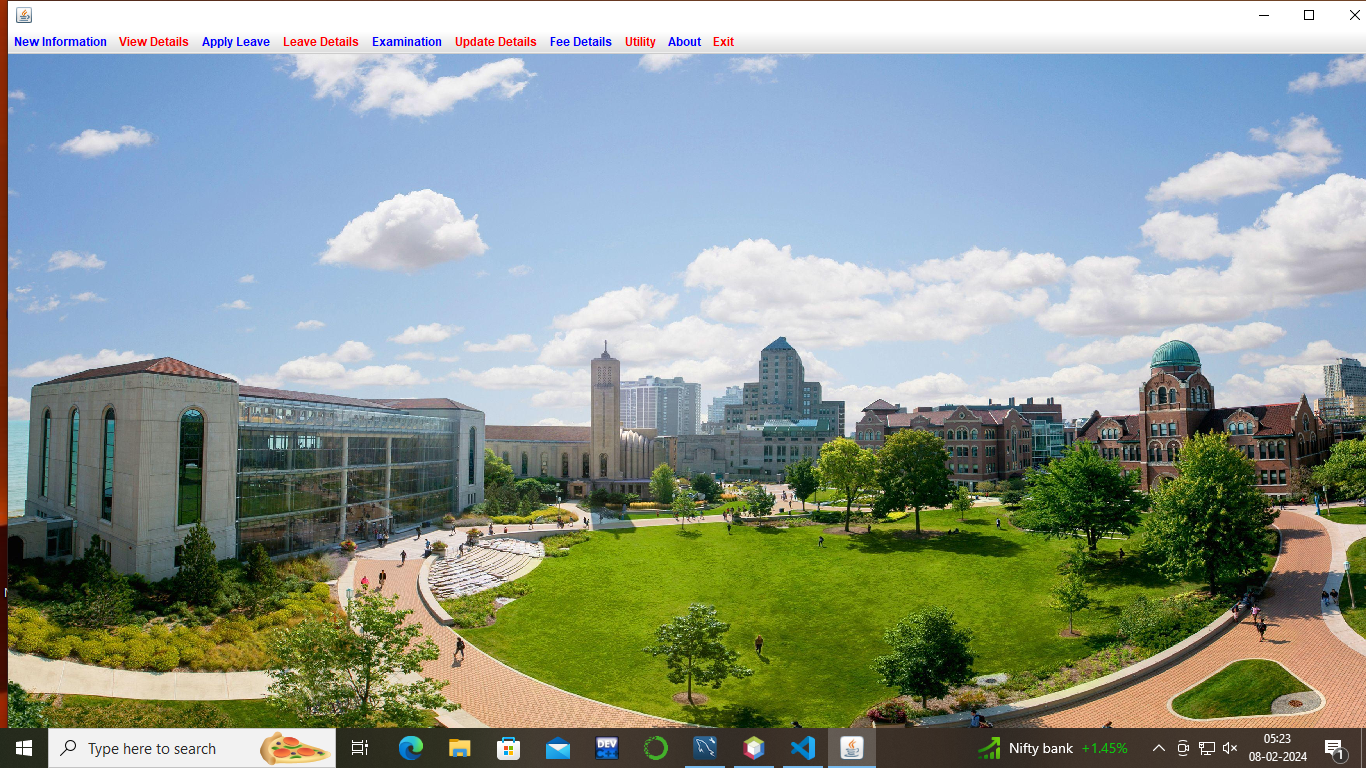 New Information View Details Apply Leave Leave Details Examination Update Details Fee Details Utility About Exit
Type here to search
DEV
Nifty bank +1.45%
05:23
08-02-2024
1